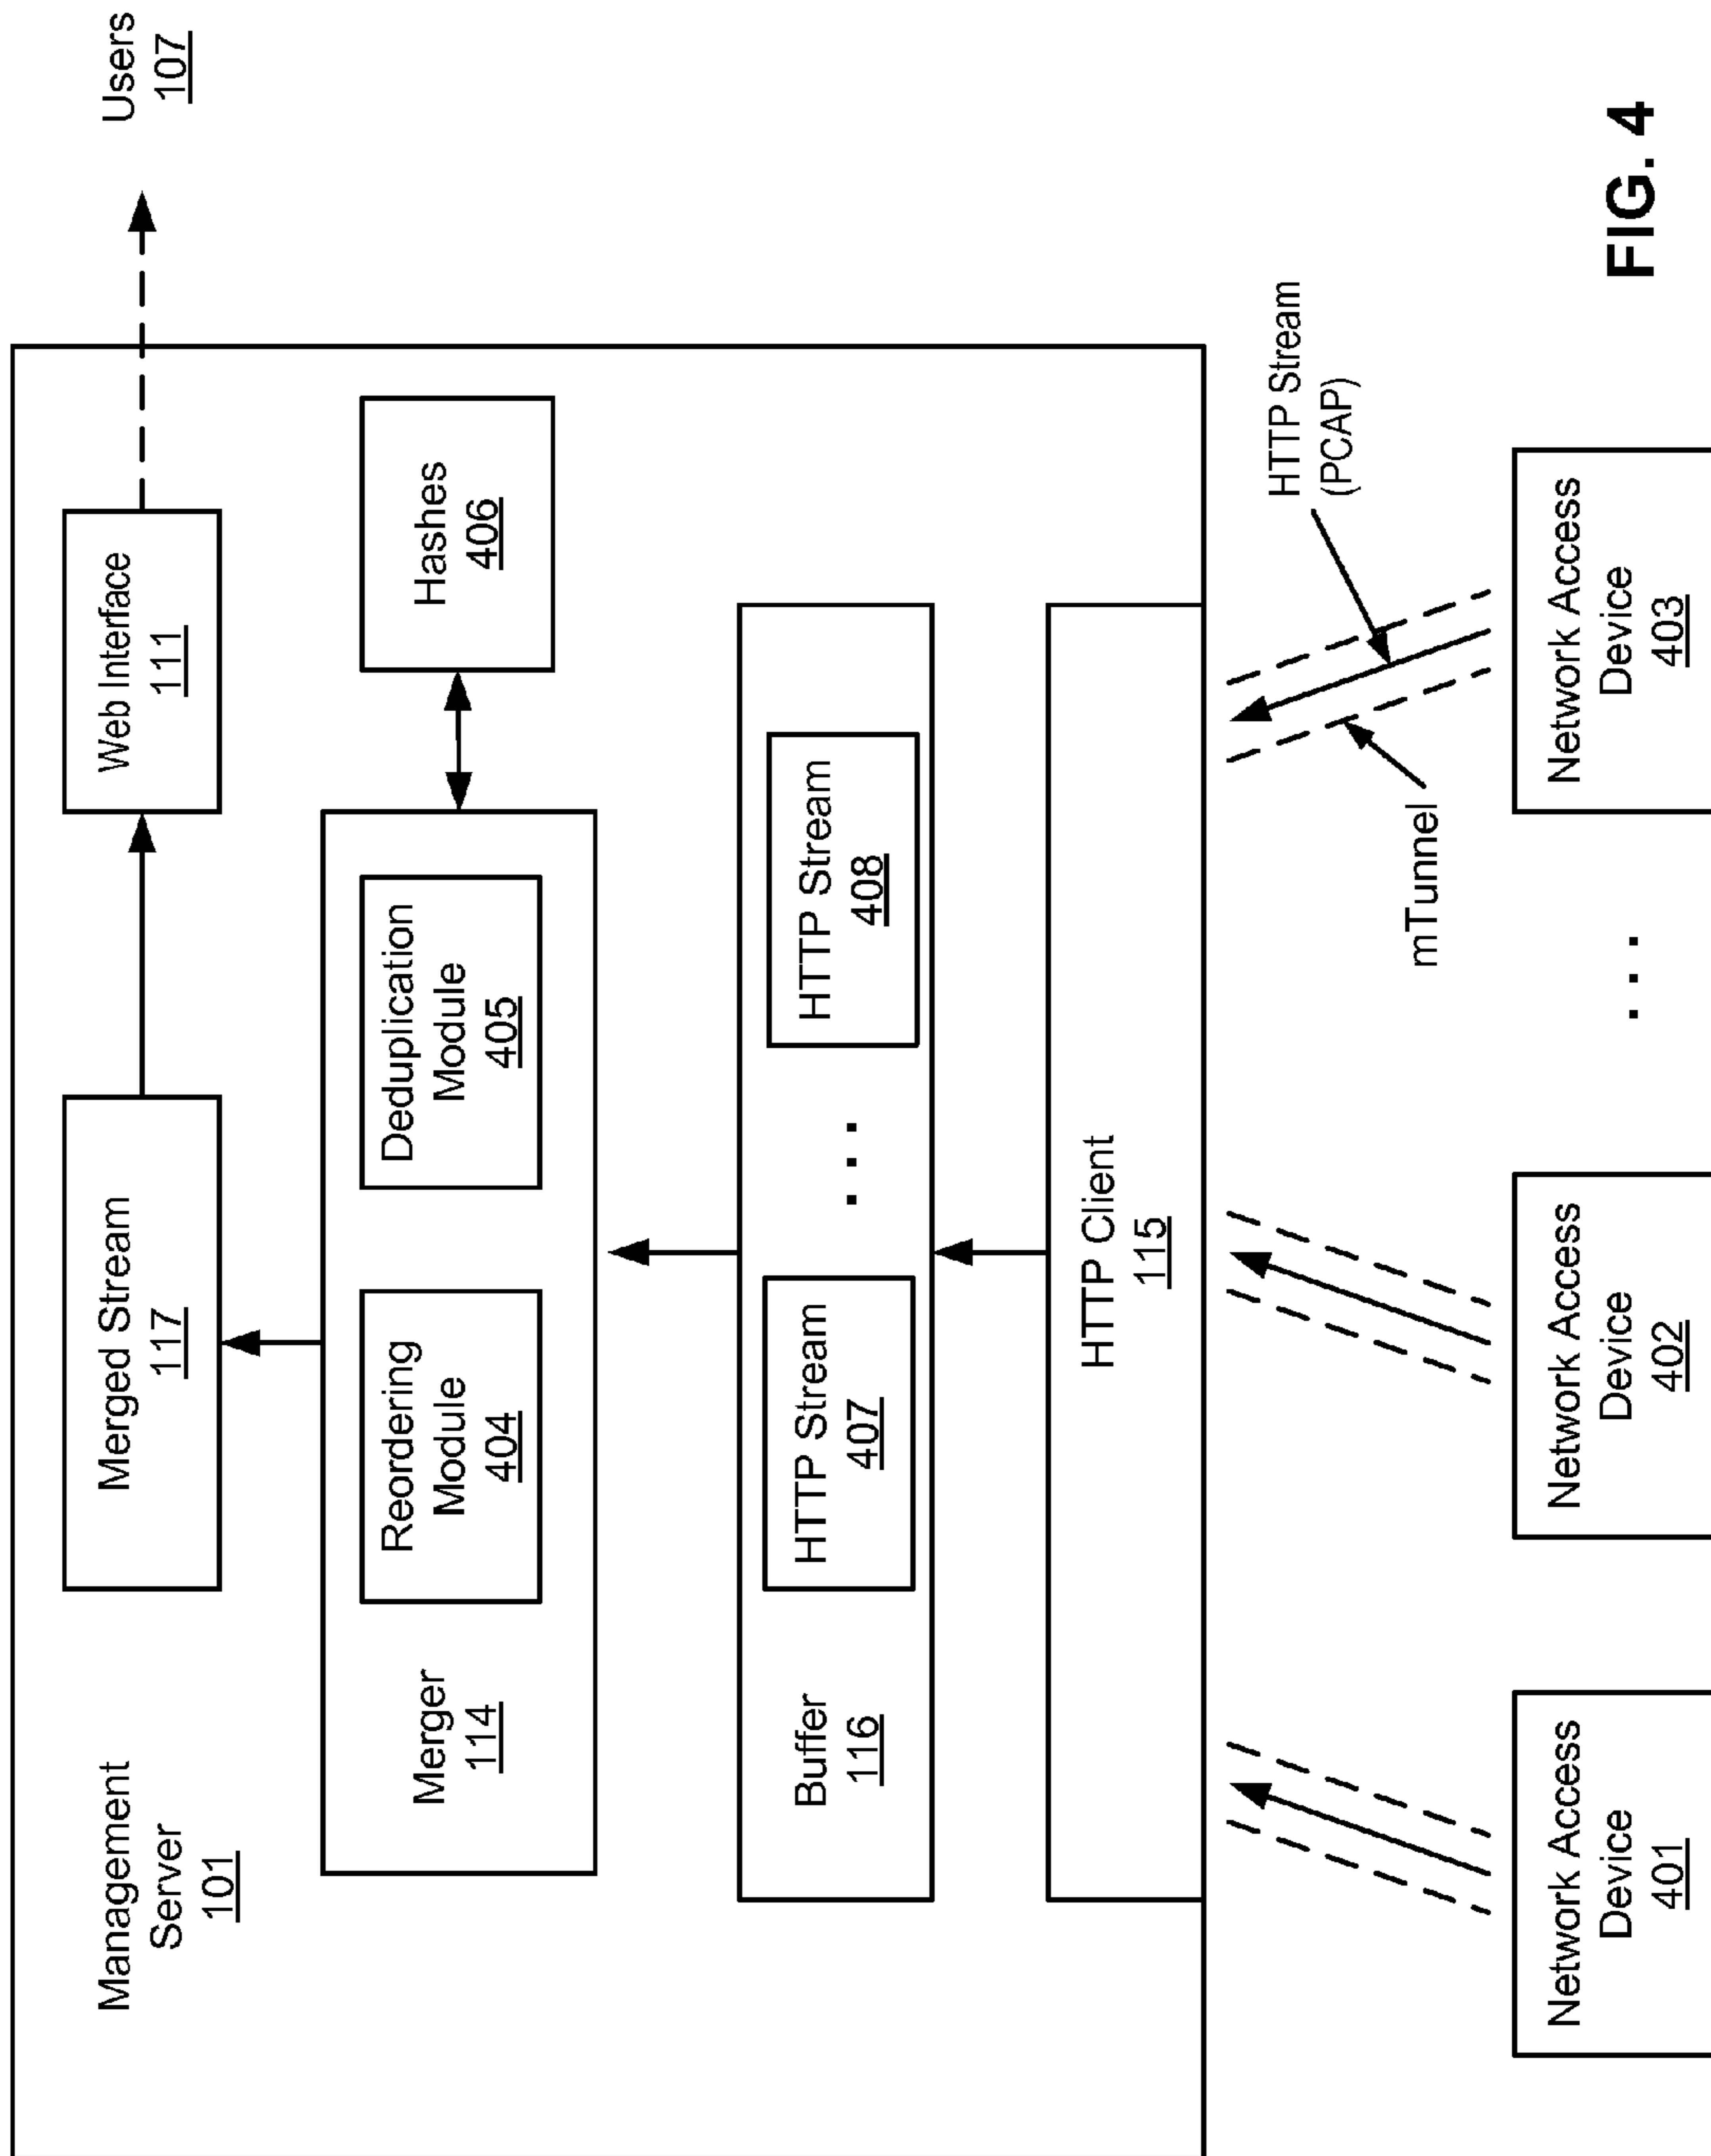 Management
Server
101
Merged Stream
117
Web Interface
111
Users
107
Merger
114
Reordering
Module
404
Deduplication
Module
405
Hashes
406
Buffer
116
HTTP Stream
407
. . .
HTTP Stream
408
HTTP Client
115
HTTP Stream
(PCAP)
mTunnel
Network Access
Device
401
Network Access
Device
402
. . .
Network Access
Device
403
FIG. 4